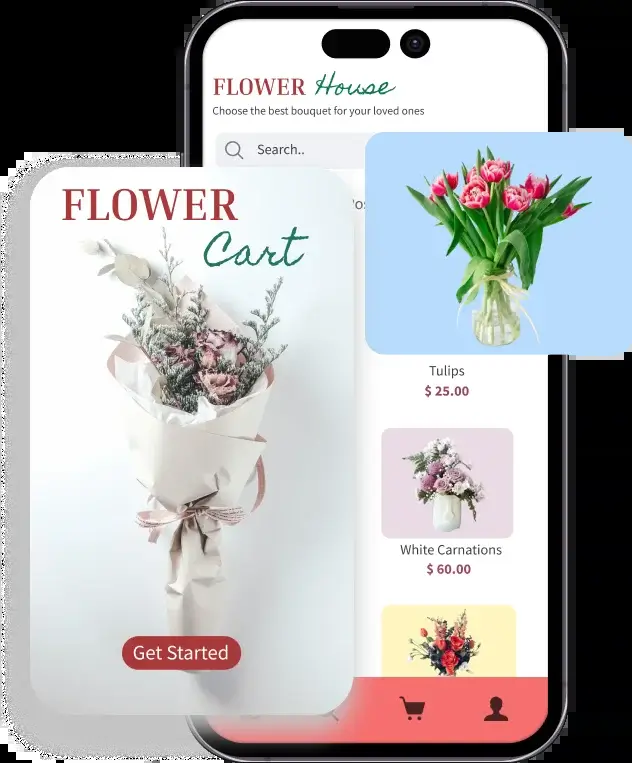 FLOWER House
Choose the best bouquet for your loved ones
Search..
FLOWER
Cart
Tulips
$ 25.00
White Carnations
$ 60.00
Get Started